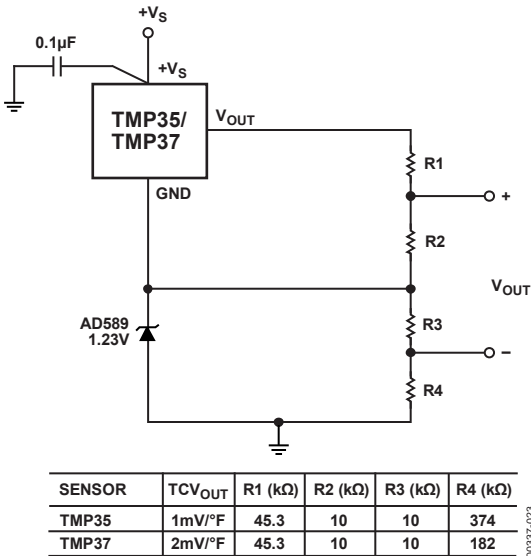 +VS
0.1µF
+VS
TMP35/
TMP37
VOUT
GND
R1
+
R2
VOUT
AD589
1.23V
R3
–
R4
SENSOR TCVOUT R1 (kΩ) R2 (kΩ) R3 (kΩ) R4 (kΩ)
TMP35 1mV/°F 45.3 10 10 374
TMP37 2mV/°F 45.3 10 10 182